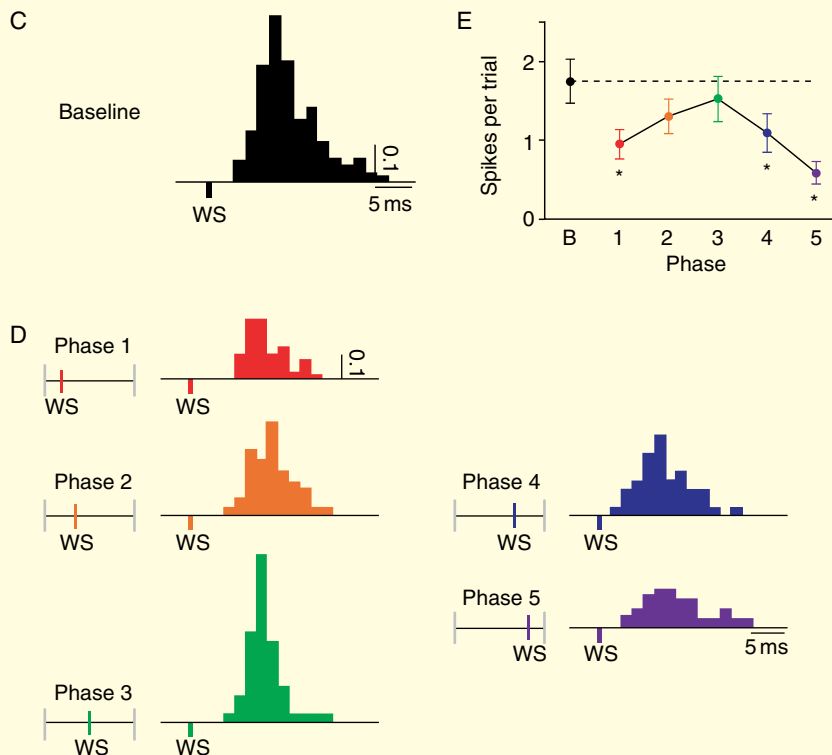 C
Baseline
0.1
5 ms
WS
E
Spikes per trial
2
1
0
*
*
*
B 1 2 3 4 5
Phase
D
Phase 1
WS
WS
0.1
Phase 2
WS
WS
Phase 3
WS
WS
Phase 4
WS
WS
Phase 5
WS
WS
5 ms